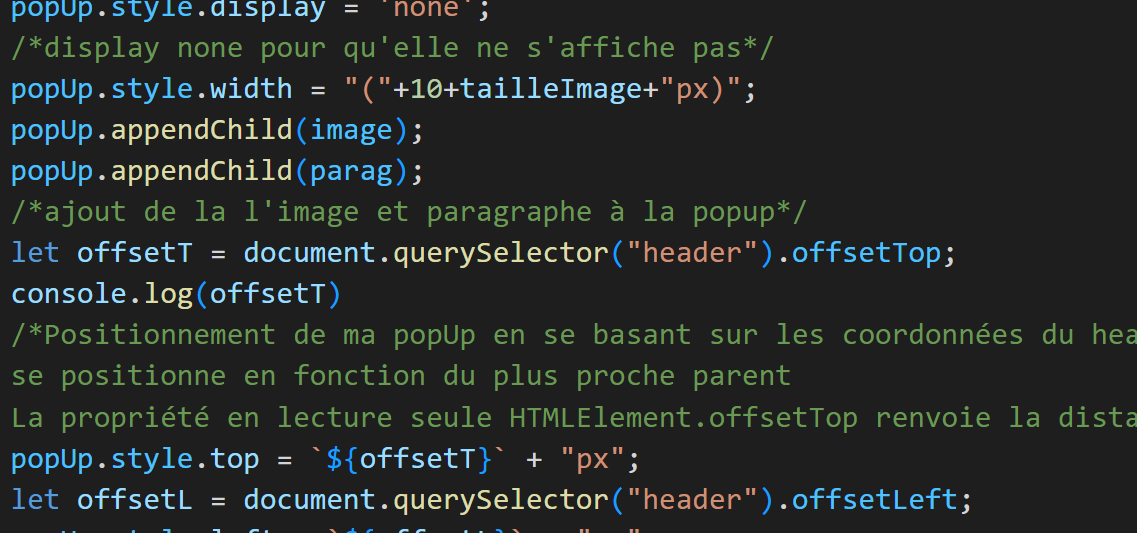 popUp.style.display = 'none';
/*display none pour qu'elle ne s'affiche pas*/
popUp.style.width = "("+10+tailleImage+"px)";
popUp.appendChild(image);
popUp.appendChild(parag);
/*ajout de la l'image et paragraphe à la popup*/
let offsetT = document.querySelector("header").offsetTop;
console.log(offsetT)
/*Positionnement de ma popUp en se basant sur les coordonnées du hea
se positionne en fonction du plus proche parent
La propriété en lecture seule HTMLElement.offsetTop renvoie la dista
popUp.style.top = `${offsetT}` + "px";
let offsetL = document.querySelector("header").offsetLeft;